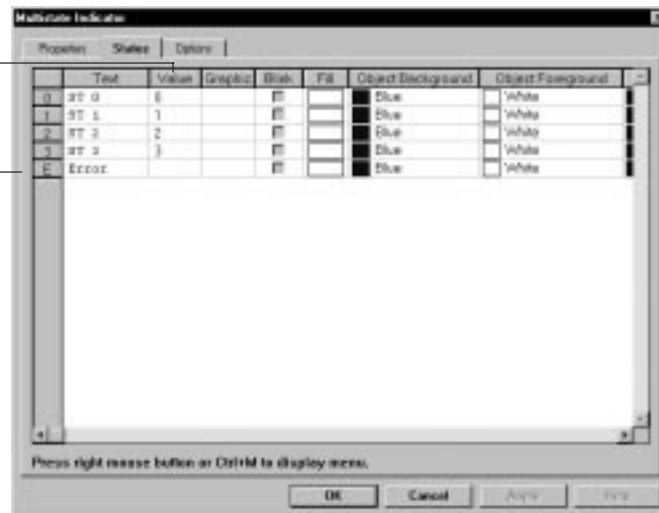 Multistate Indicator
Properties States Options
Text Value Graphic Blink Fill Object Background Object Foreground
0 ST 0 0 Blue White
1 ST 1 1 Blue White
2 ST 2 2 Blue White
3 ST 3 3 Blue White
E Error Blue White
Press right mouse button or Ctrl+M to display menu.
OK Cancel Apply Help